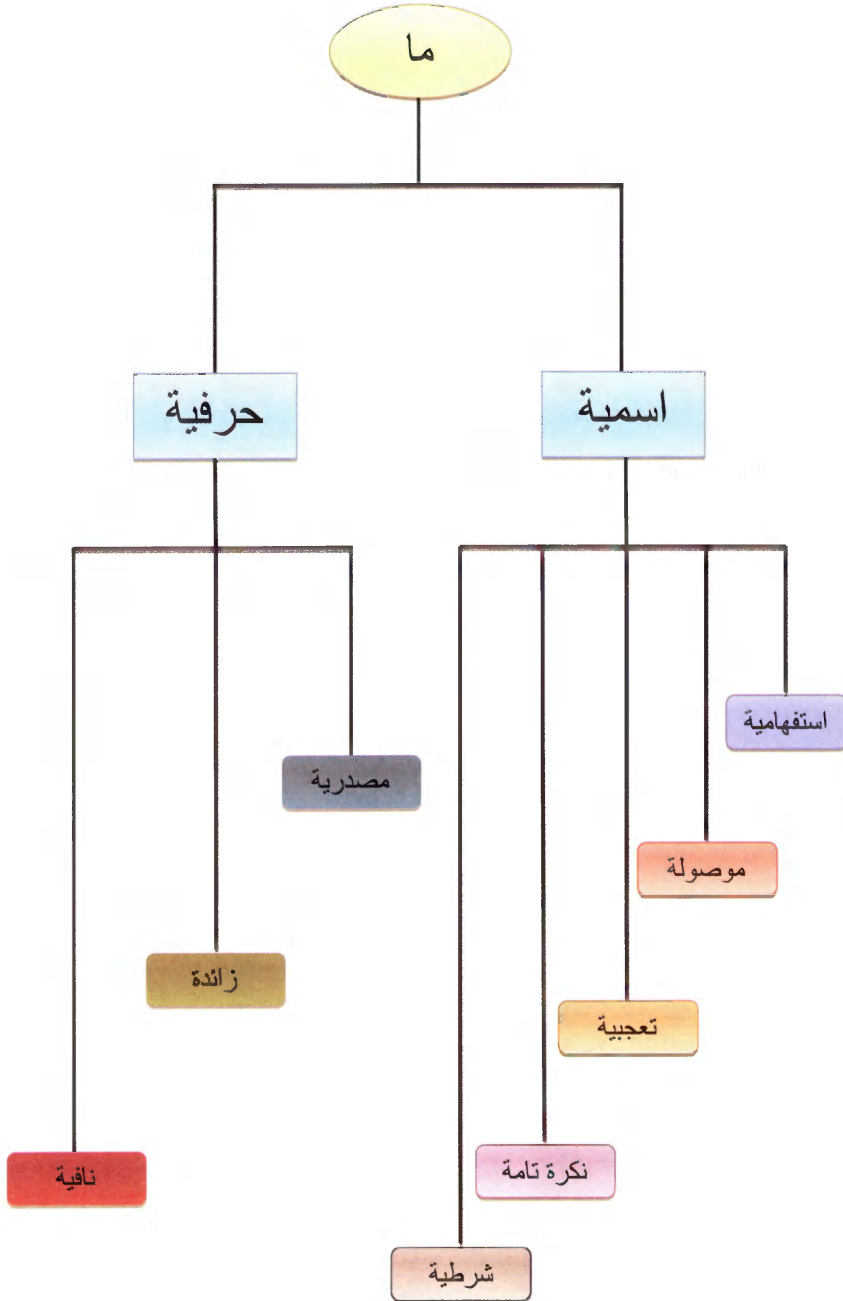 ما
اسمية
حرفية
استفهامية
مصدرية
موصولة
زائدة
تعجبية
نكرة تامة
نافية
شرطية